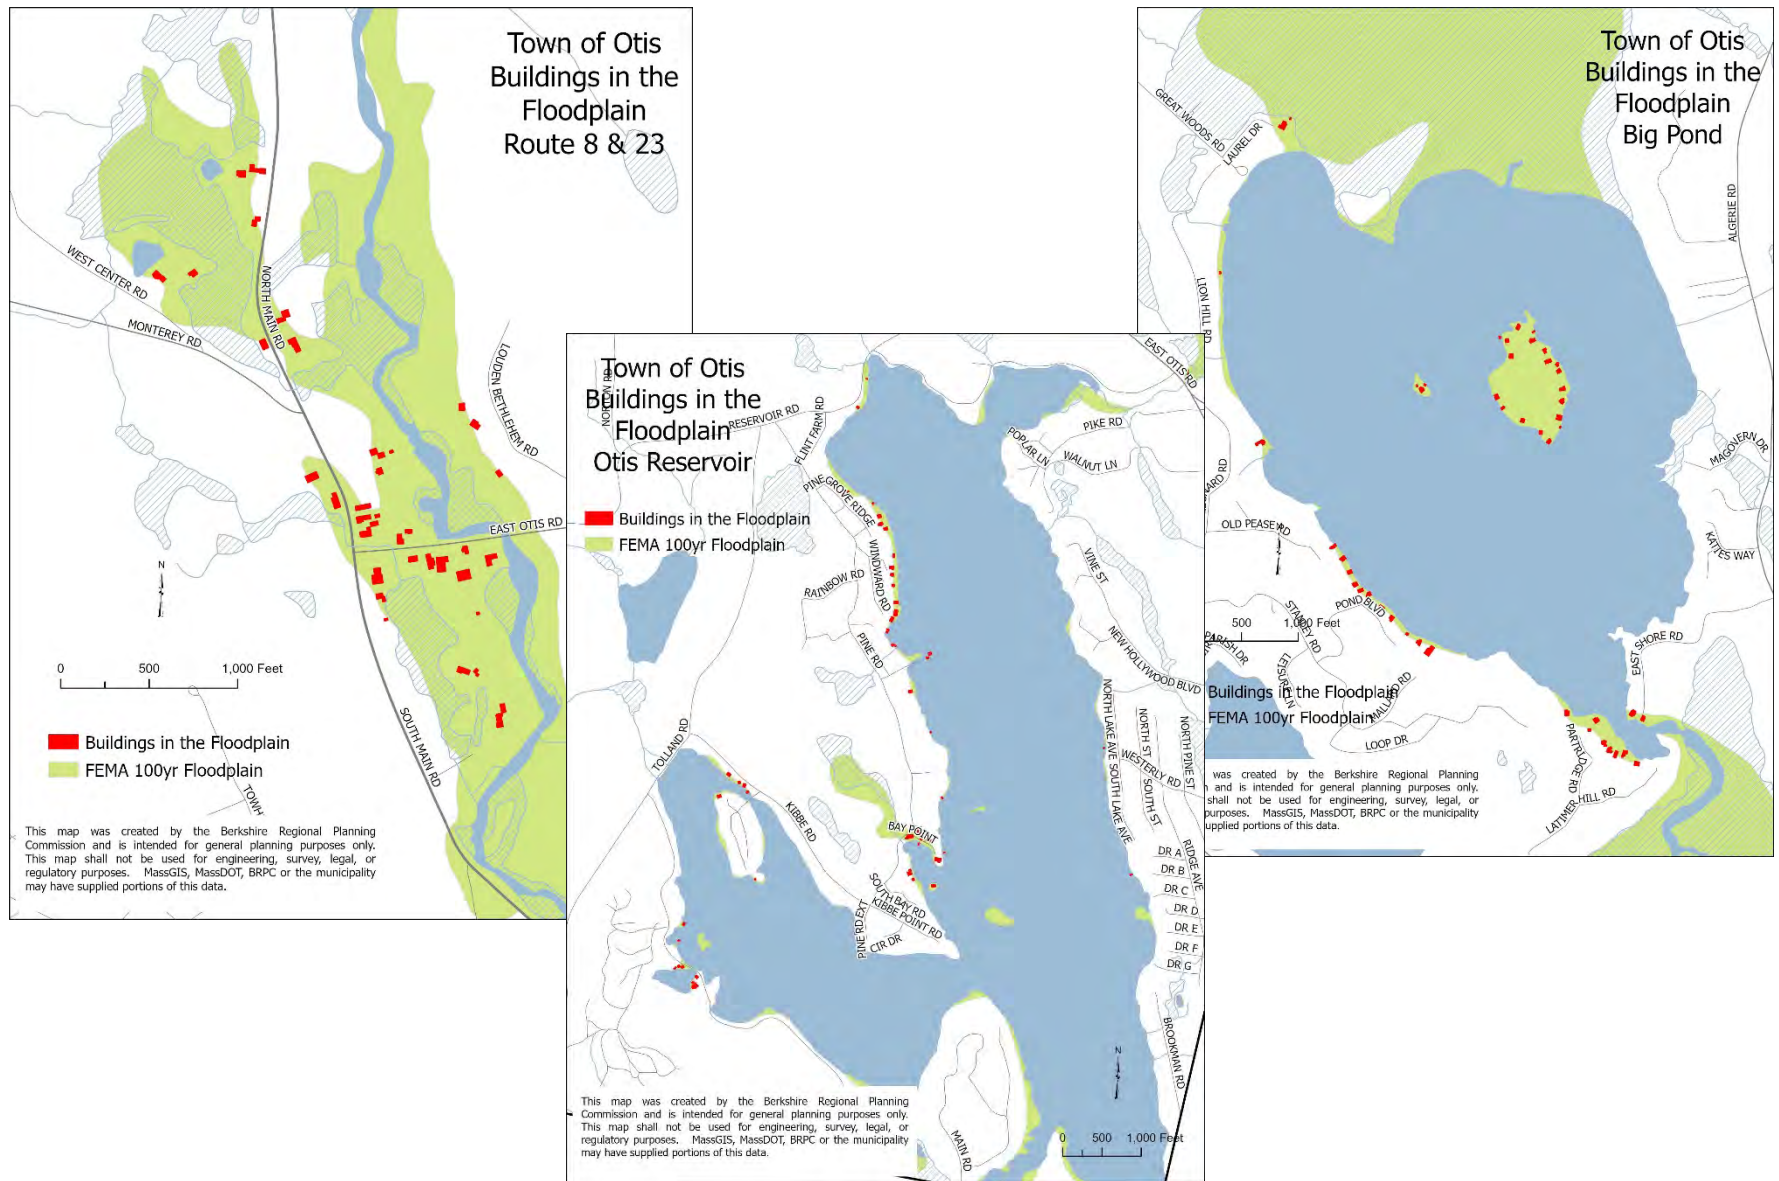 Town of Otis
Buildings in the
Floodplain
Route 8 & 23
WEST CENTER RD
MONTEREY RD
NORTH MAIN RD
LOUDEN BETHLEHEM RD
EAST OTIS RD
SOUTH MAIN RD
N
0 500 1,000 Feet
Buildings in the Floodplain
FEMA 100yr Floodplain
TOWH
This map was created by the Berkshire Regional Planning
Commission and is intended for general planning purposes only.
This map shall not be used for engineering, survey, legal, or
regulatory purposes. MassGIS, MassDOT, BRPC or the municipality
may have supplied portions of this data.
Town of Otis
Buildings in the
Floodplain
Otis Reservoir
Buildings in the Floodplain
FEMA 100yr Floodplain
NORTON RD
RESERVOIR RD
FLINT FARM RD
EAST OTIS RD
PIKE RD
POPLAR LN
WALNUT LN
PINE GROVE RIDGE
WINDWARD RD
RAINBOW RD
PINE RD
VINE ST
NEW HOLLYWOOD BLVD
NORTH LAKE AVE
SOUTH LAKE AVE
NORTH ST
NORTH PINE ST
WESTERLY RD
SOUTH ST
TOLLAND RD
KIBBE RD
BAY POINT
SOUTH BAY RD
KIBBE POINT RD
PINE RD EXT
CIR DR
RIDGE AVE
DR A
DR B
DR C
DR D
DR E
DR F
DR G
BROOKMAN RD
MAIN RD
N
0 500 1,000 Feet
This map was created by the Berkshire Regional Planning
Commission and is intended for general planning purposes only.
This map shall not be used for engineering, survey, legal, or
regulatory purposes. MassGIS, MassDOT, BRPC or the municipality
may have supplied portions of this data.
Town of Otis
Buildings in the
Floodplain
Big Pond
GREAT WOODS RD
LAUREL DR
ALGERIE RD
LION HILL RD
NARD RD
OLD PEASE RD
MAGOVERN DR
KATIES WAY
POND BLVD
STANLEY RD
PARISH DR
LEISURE LN
MALLARD RD
LOOP DR
EAST SHORE RD
PARTRIDGE RD
LATIMER HILL RD
N
500 1,000 Feet
Buildings in the Floodplain
FEMA 100yr Floodplain
was created by the Berkshire Regional Planning
and is intended for general planning purposes only.
shall not be used for engineering, survey, legal, or
purposes. MassGIS, MassDOT, BRPC or the municipality
supplied portions of this data.